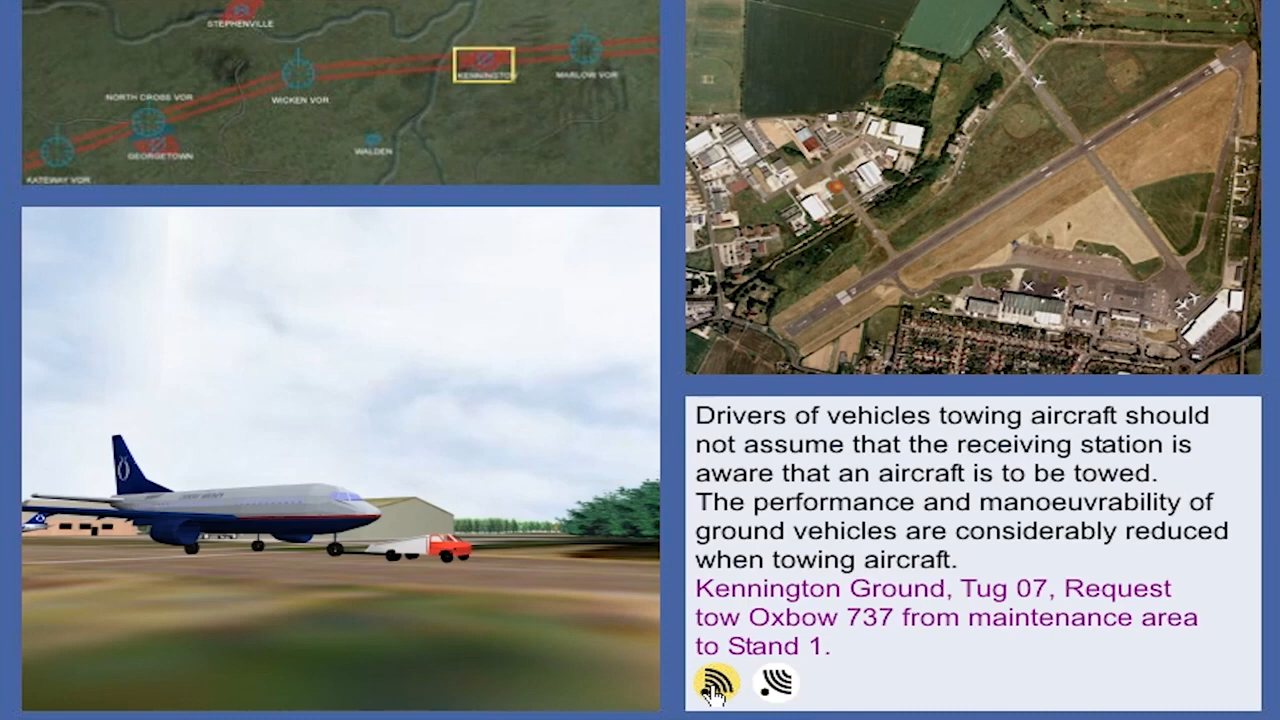 STEPHENVILLE
KENNINGTON
MARLOW VOR
NORTH CROSS VOR
WICKEN VOR
GEORGETOWN
WALDEN
KATEWAY VOR
Drivers of vehicles towing aircraft should
not assume that the receiving station is
aware that an aircraft is to be towed.
The performance and manoeuvrability of
ground vehicles are considerably reduced
when towing aircraft.
Kennington Ground, Tug 07, Request
tow Oxbow 737 from maintenance area
to Stand 1.